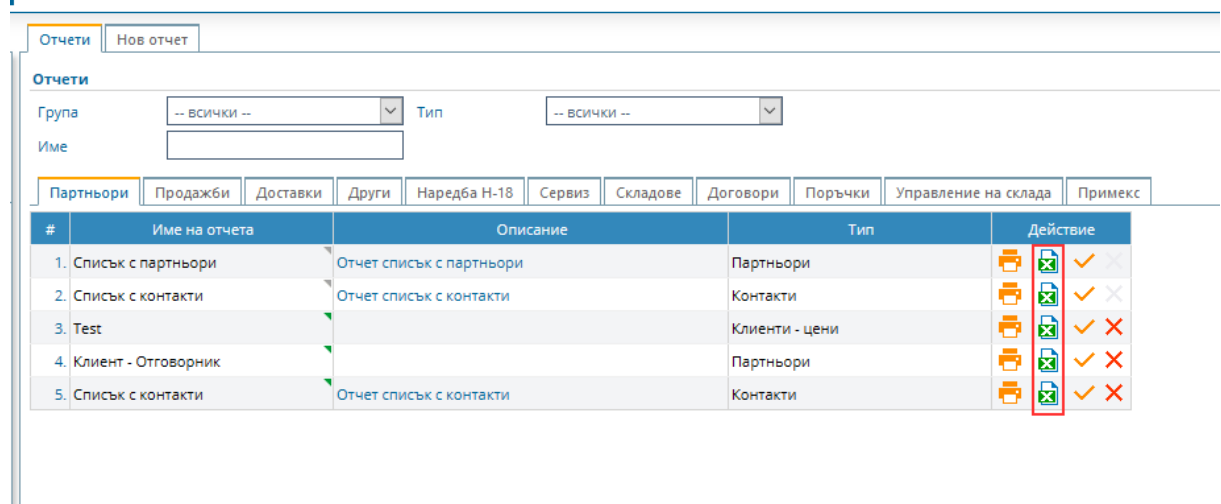 Отчети Нов отчет
Отчети
Група -- всички -- Тип -- всички --
Име
Партньори Продажби Доставки Други Наредба Н-18 Сервиз Складове Договори Поръчки Управление на склада Примекс
# Име на отчета Описание Тип Действие
1. Списък с партньори Отчет списък с партньори Партньори
2. Списък с контакти Отчет списък с контакти Контакти
3. Test Клиенти - цени
4. Клиент - Отговорник Партньори
5. Списък с контакти Отчет списък с контакти Контакти